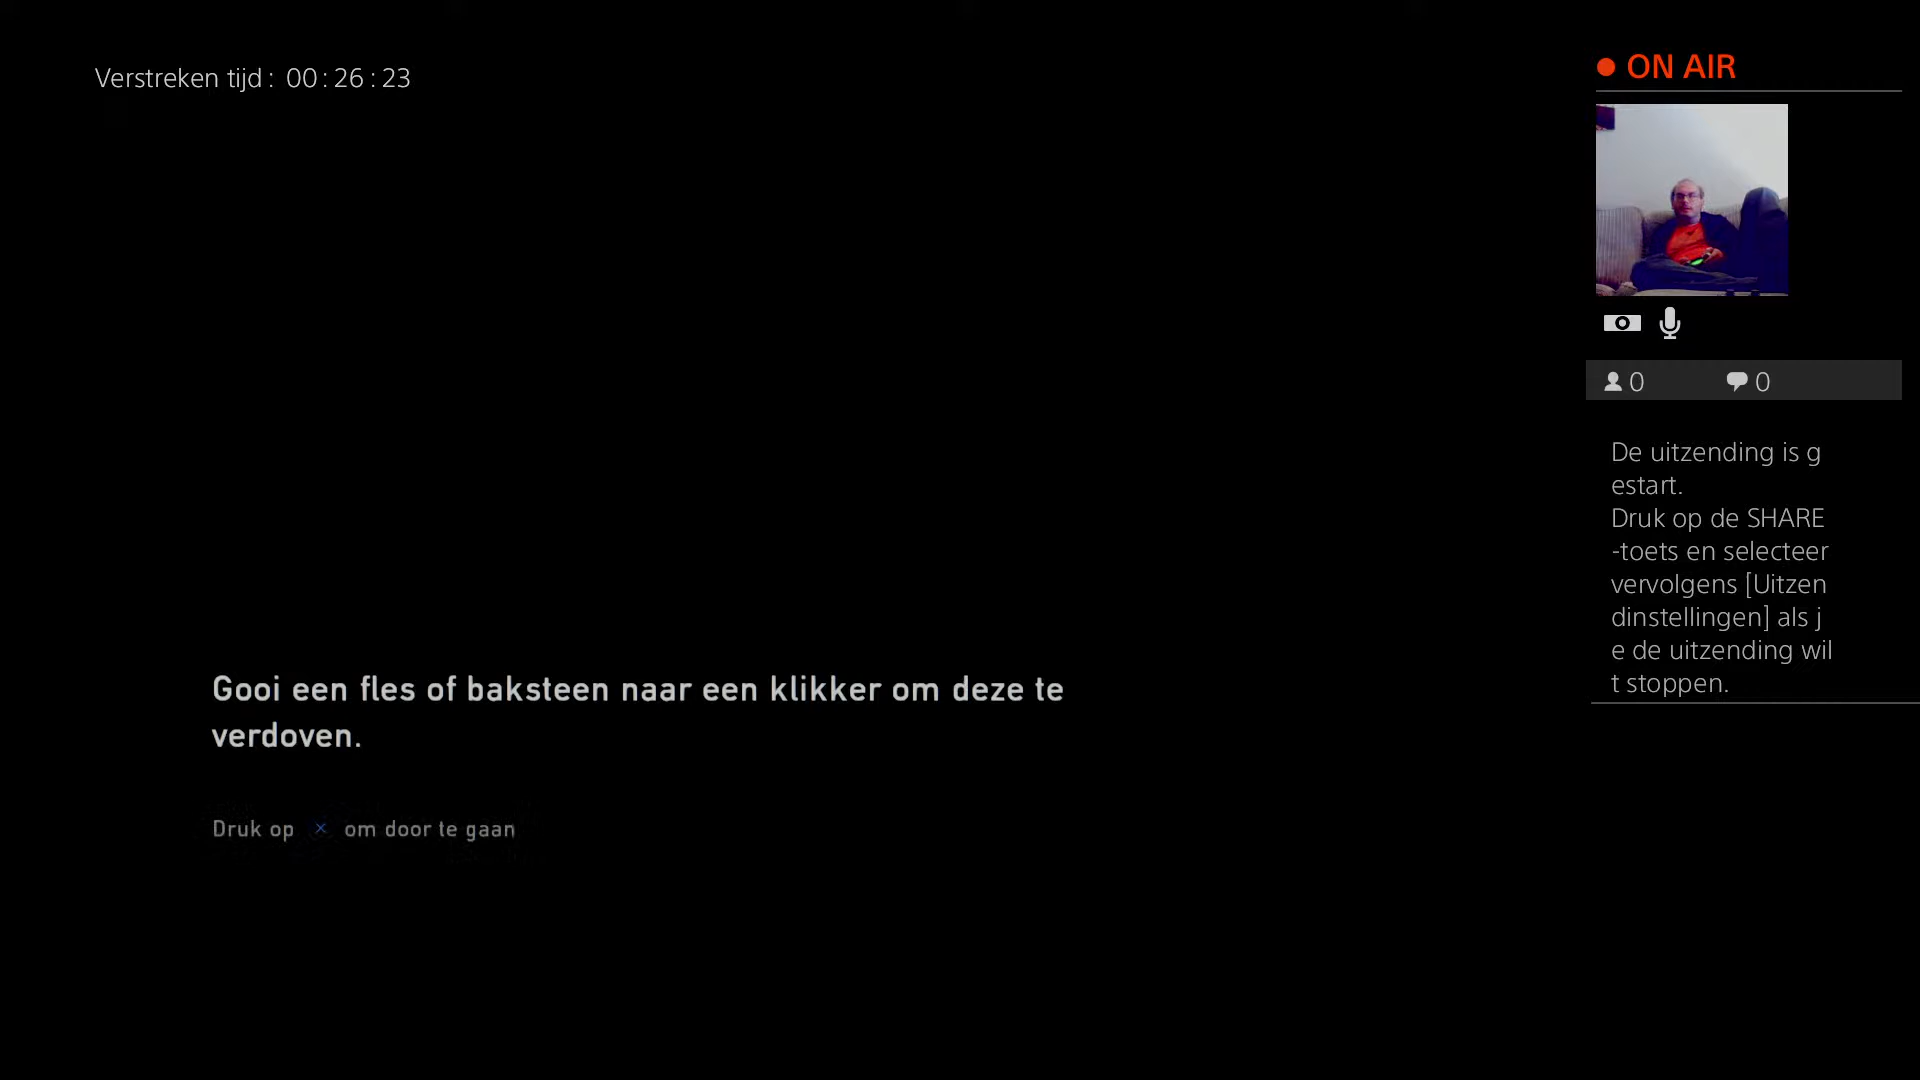 Verstreken tijd : 00 : 26 : 23
ON AIR
0 0
De uitzending is g
estart.
Druk op de SHARE
-toets en selecteer
vervolgens [Uitzen
dinstellingen] als j
e de uitzending wil
t stoppen.
Gooi een fles of baksteen naar een klikker om deze te
verdoven.
Druk op × om door te gaan